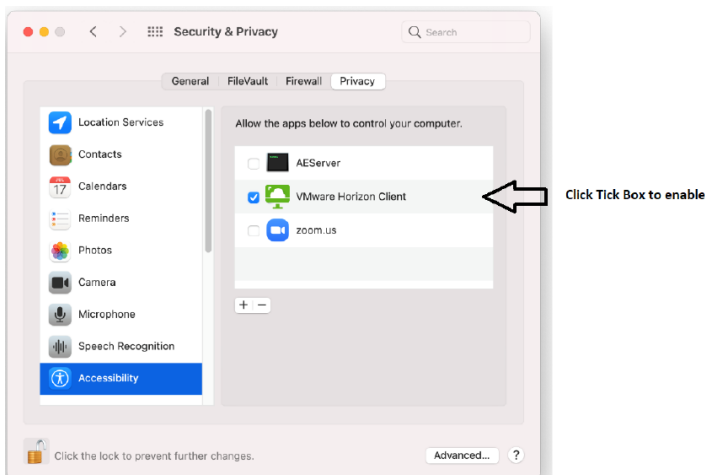 Security & Privacy
Search
General FileVault Firewall Privacy
Location Services
Contacts
JUL
17
Calendars
Reminders
Photos
Camera
Microphone
Speech Recognition
Accessibility
Allow the apps below to control your computer.
AEServer
VMware Horizon Client
zoom.us
+ −
Click Tick Box to enable
Click the lock to prevent further changes.
Advanced... ?